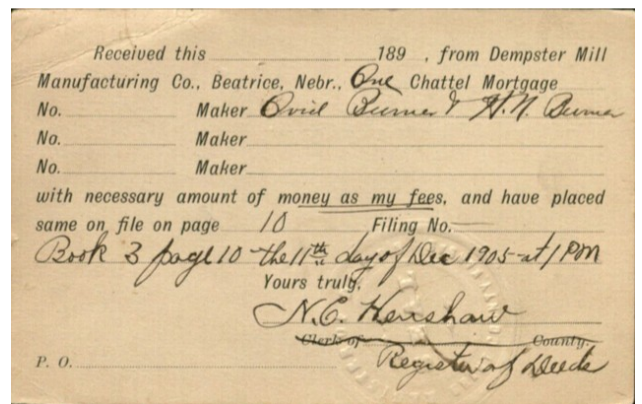 Received this 189 , from Dempster Mill
Manufacturing Co., Beatrice, Nebr., One Chattel Mortgage
No. Maker Ovid Burner & H. N. Burner
No. Maker
No. Maker
with necessary amount of money as my fees, and have placed
same on file on page 10 Filing No.
Book 3 page 10 - the 11th day of Dec 1905 - at 1 PM
Yours truly,
N. C. Henshaw
Clerk of County.
Register of Deeds
P. O.